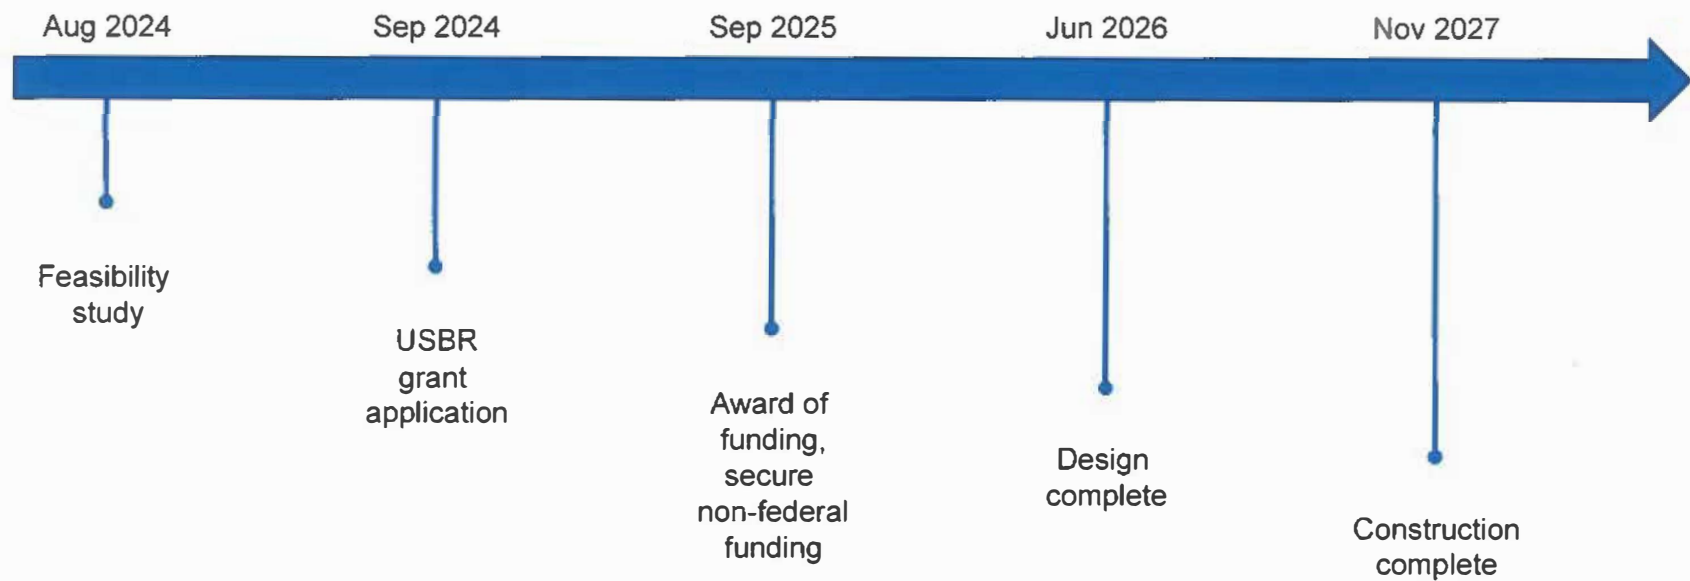 Aug 2024
Sep 2024
Sep 2025
Jun 2026
Nov 2027
Feasibility
study
USBR
grant
application
Award of
funding,
secure
non-federal
funding
Design
complete
Construction
complete